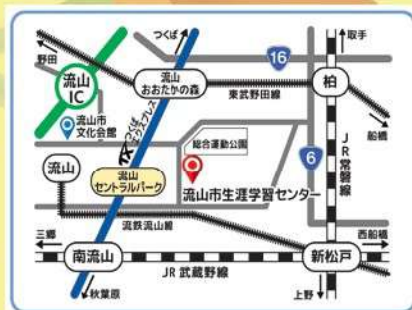 つくば
取手
野田
16
流山
IC
流山
おおたかの森
柏
東武野田線
船橋
流山市
文化会館
つくば
エクスプレス
総合運動公園
JR常磐線
6
流山
流山
セントラルパーク
流山市生涯学習センター
流鉄流山線
三郷
西船橋
南流山
JR武蔵野線
新松戸
秋葉原
上野